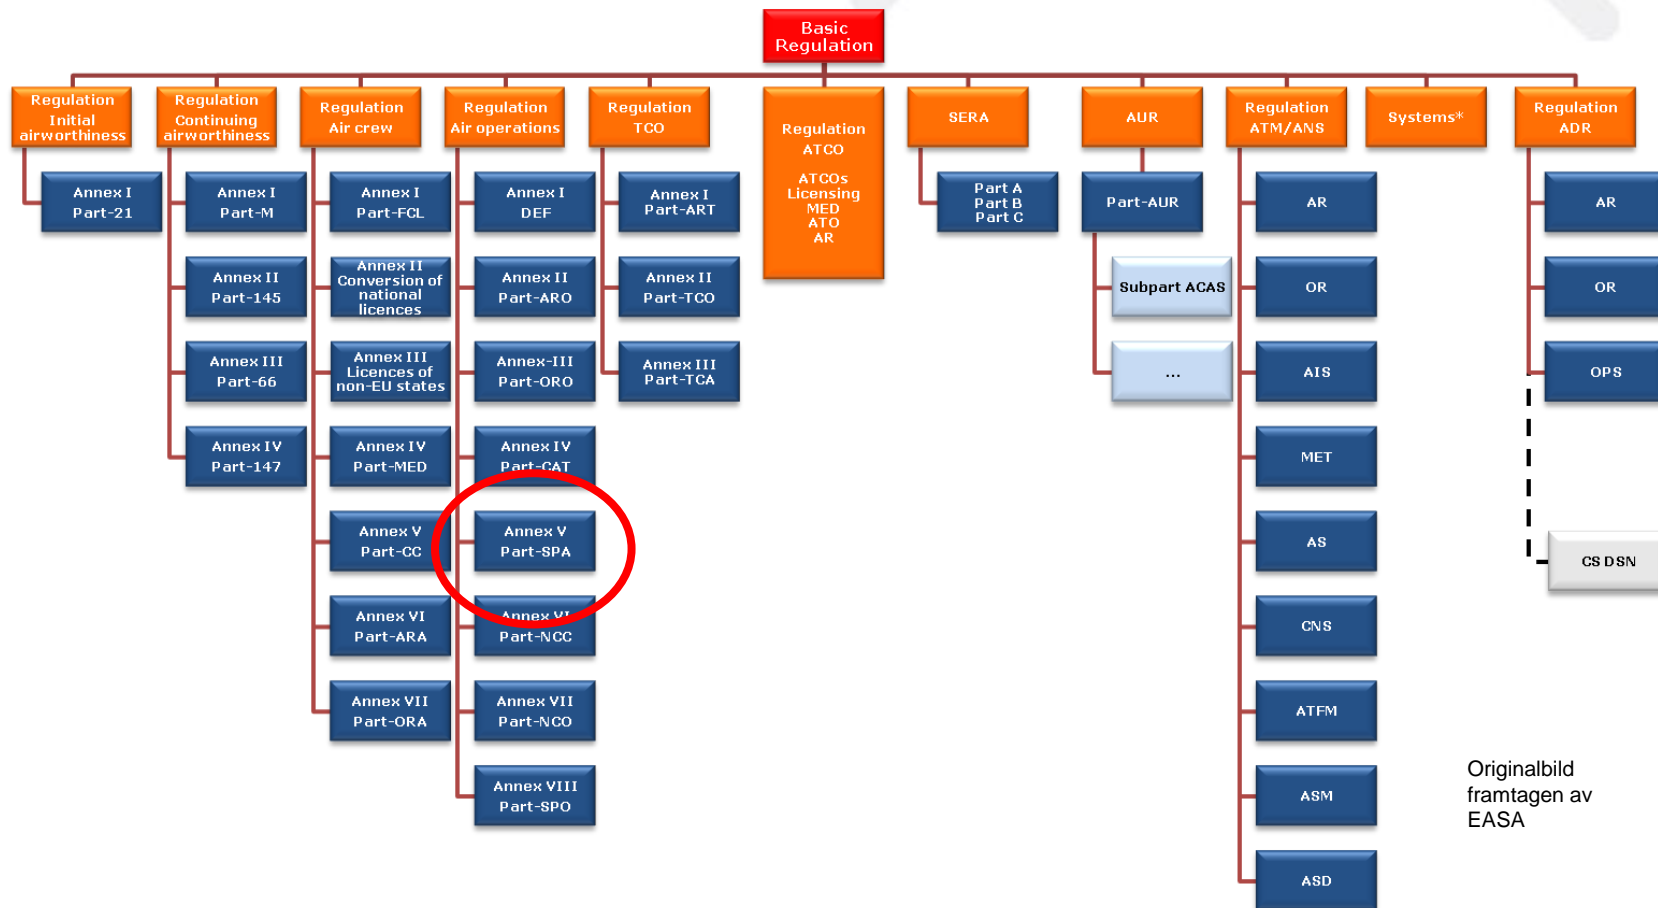 Basic
Regulation
Regulation
Initial
airworthiness
Regulation
Continuing
airworthiness
Regulation
Air crew
Regulation
Air operations
Regulation
TCO
Regulation
ATCO
ATCOs
Licensing
MED
ATO
AR
SERA
AUR
Regulation
ATM/ANS
Systems*
Regulation
ADR
Annex I
Part-21
Annex I
Part-M
Annex II
Part-145
Annex III
Part-66
Annex IV
Part-147
Annex I
Part-FCL
Annex II
Conversion of
national
licences
Annex III
Licences of
non-EU states
Annex IV
Part-MED
Annex V
Part-CC
Annex VI
Part-ARA
Annex VII
Part-ORA
Annex I
DEF
Annex II
Part-ARO
Annex-III
Part-ORO
Annex IV
Part-CAT
Annex V
Part-SPA
Annex VI
Part-NCC
Annex VII
Part-NCO
Annex VIII
Part-SPO
Annex I
Part-ART
Annex II
Part-TCO
Annex III
Part-TCA
Part A
Part B
Part C
Part-AUR
Subpart ACAS
...
AR
OR
AIS
MET
AS
CNS
ATFM
ASM
ASD
AR
OR
OPS
CS DSN
Originalbild
framtagen av
EASA